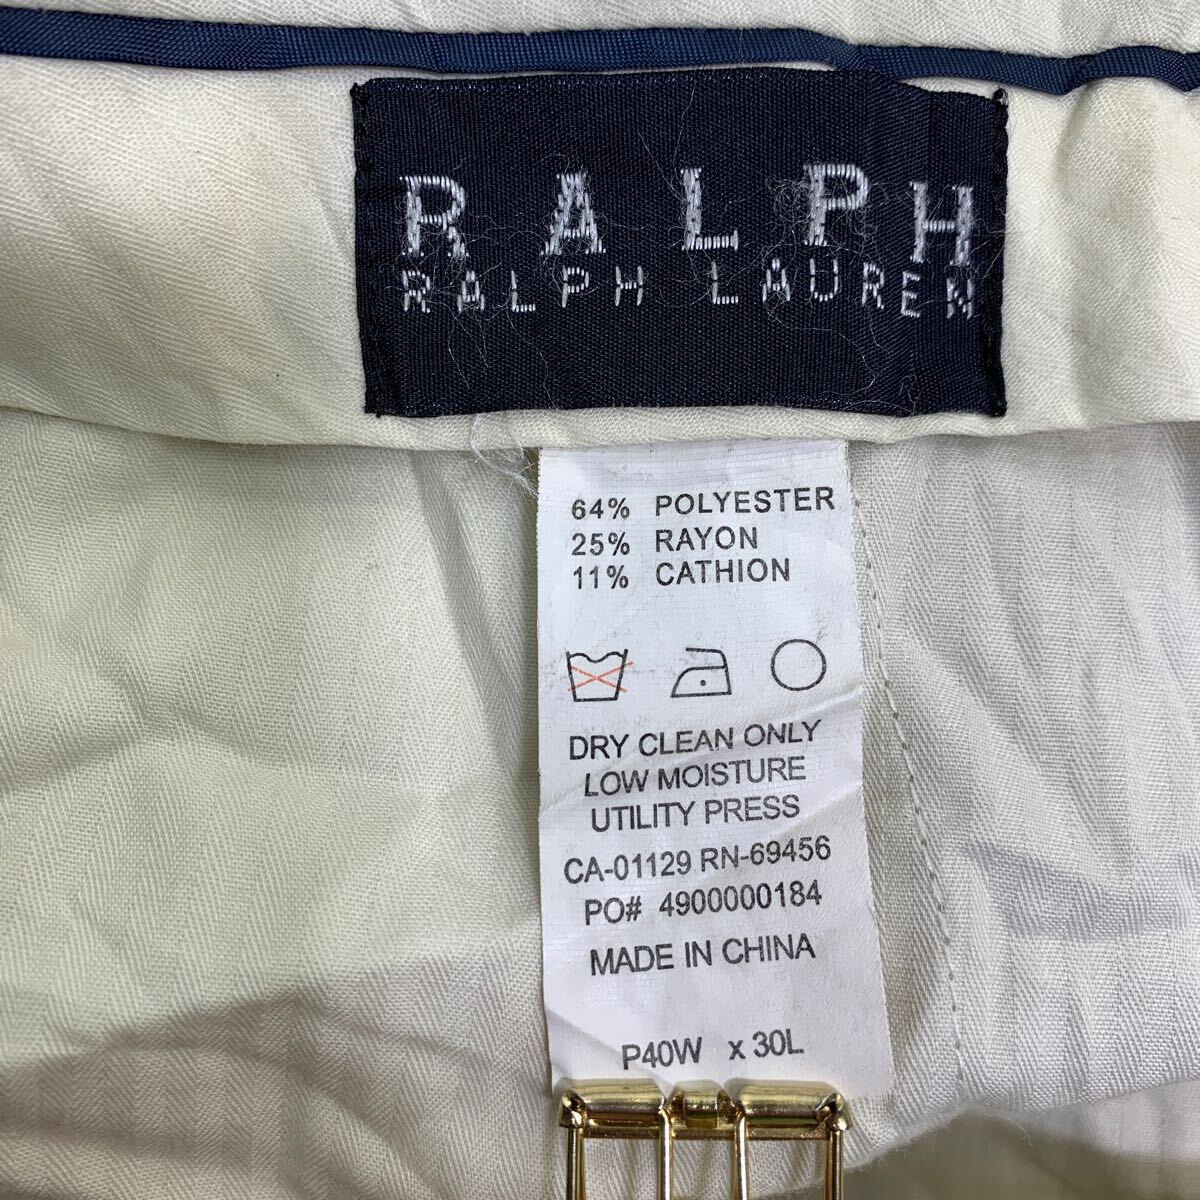 RALPH
RALPH LAUREN
64% POLYESTER
25% RAYON
11% CATHION
DRY CLEAN ONLY
LOW MOISTURE
UTILITY PRESS
CA-01129 RN-69456
PO# 4900000184
MADE IN CHINA
P40W x 30L